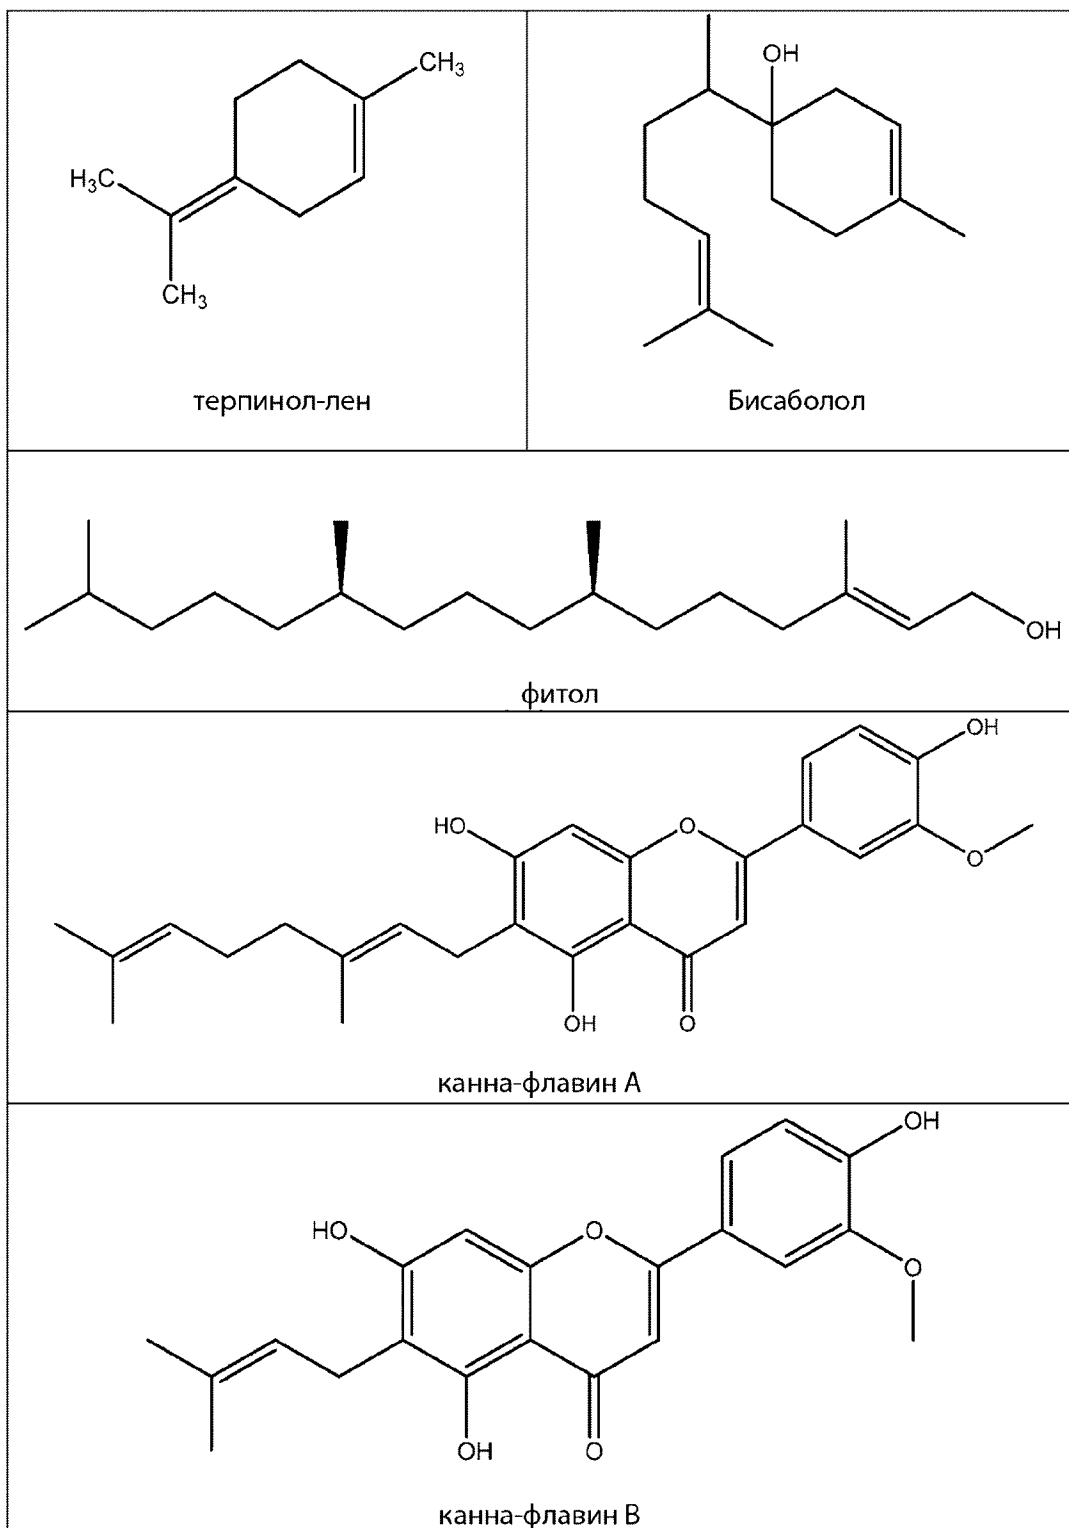 CH₃
H₃C
CH₃
терпинол-лен
OH
Бисаболол
OH
фитол
OH
HO
O
O
OH
O
канна-флавин A
OH
HO
O
O
OH
O
канна-флавин B